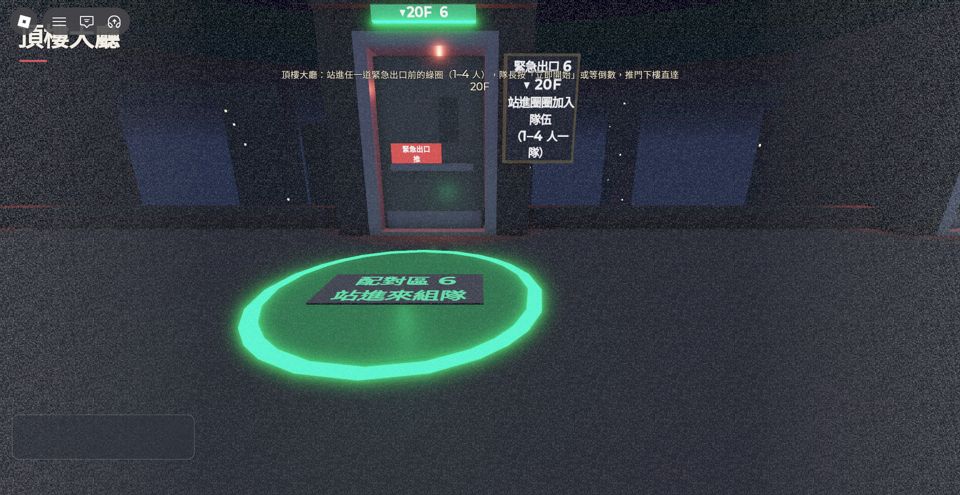 ▼20F 6
頂樓大廳
頂樓大廳：站進任一道緊急出口前的綠圈（1–4 人），隊長按「立即開始」或等倒數，推門下樓直達
20F
緊急出口 6
▼ 20F
站進圈圈加入
隊伍
（1–4 人一
隊）
緊急出口
推
配對區 6
站進來組隊